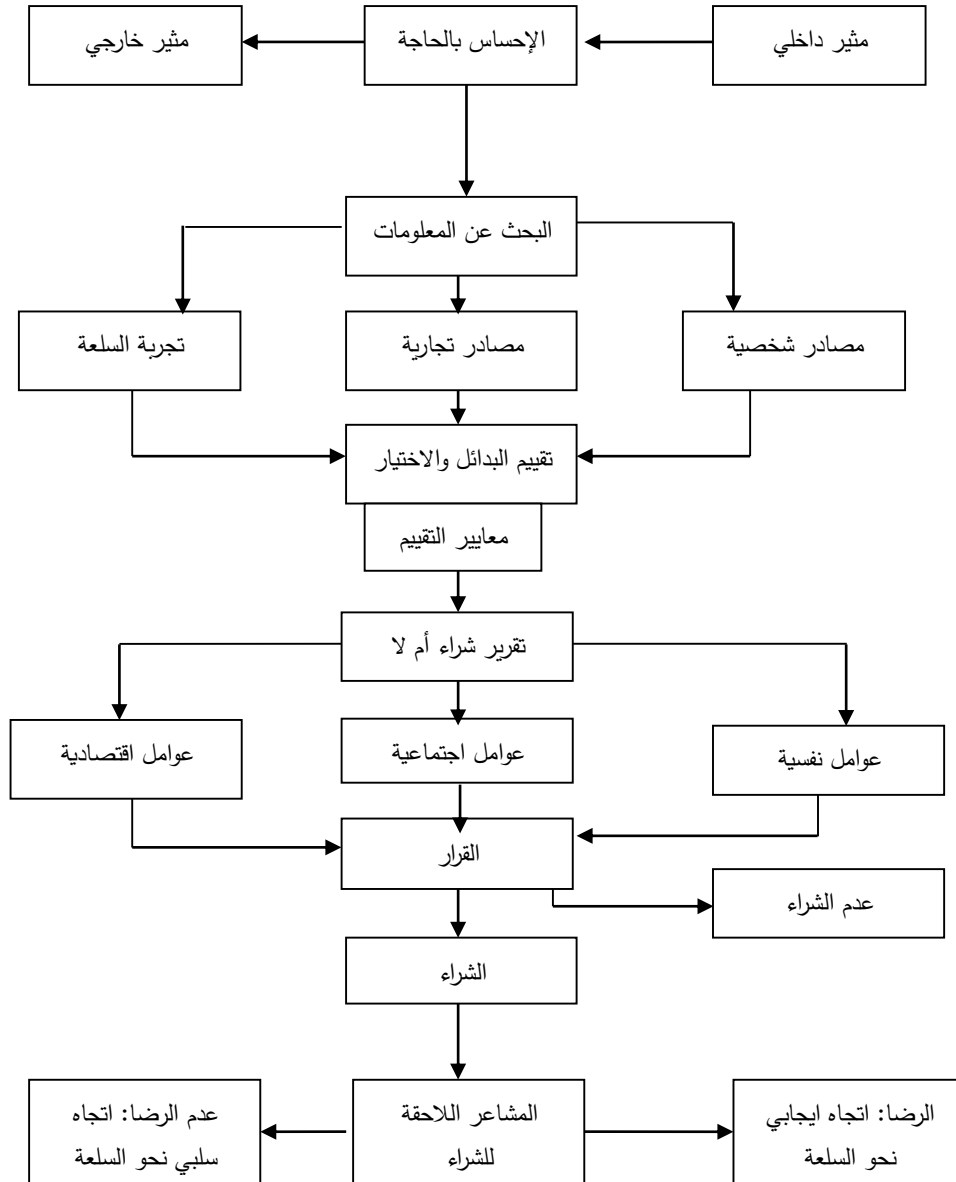 مثير داخلي
الإحساس بالحاجة
مثير خارجي
البحث عن المعلومات
مصادر شخصية
مصادر تجارية
تجربة السلعة
تقييم البدائل والاختيار
معايير التقييم
تقرير شراء أم لا
عوامل نفسية
عوامل اجتماعية
عوامل اقتصادية
القرار
عدم الشراء
الشراء
الرضا: اتجاه ايجابي
نحو السلعة
المشاعر اللاحقة
للشراء
عدم الرضا: اتجاه
سلبي نحو السلعة